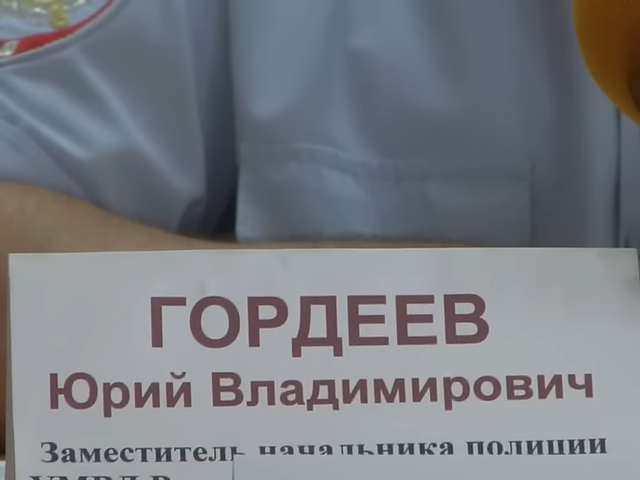 ГОРДЕЕВ
Юрий Владимирович
Заместитель начальника полиции